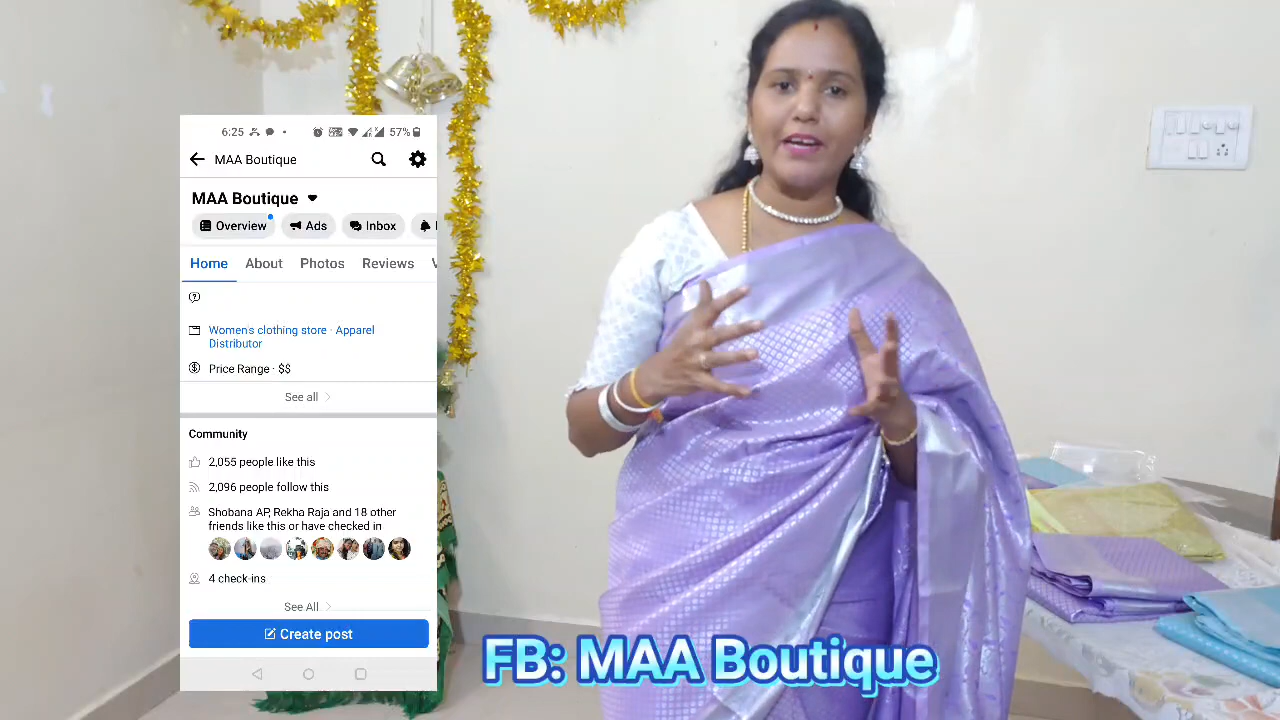 6:25
57%
MAA Boutique
MAA Boutique
Overview
Ads
Inbox
Home
About
Photos
Reviews
Women's clothing store · Apparel
Distributor
Price Range · $$
See all
Community
2,055 people like this
2,096 people follow this
Shobana AP, Rekha Raja and 18 other
friends like this or have checked in
4 check-ins
See All
Create post
FB: MAA Boutique